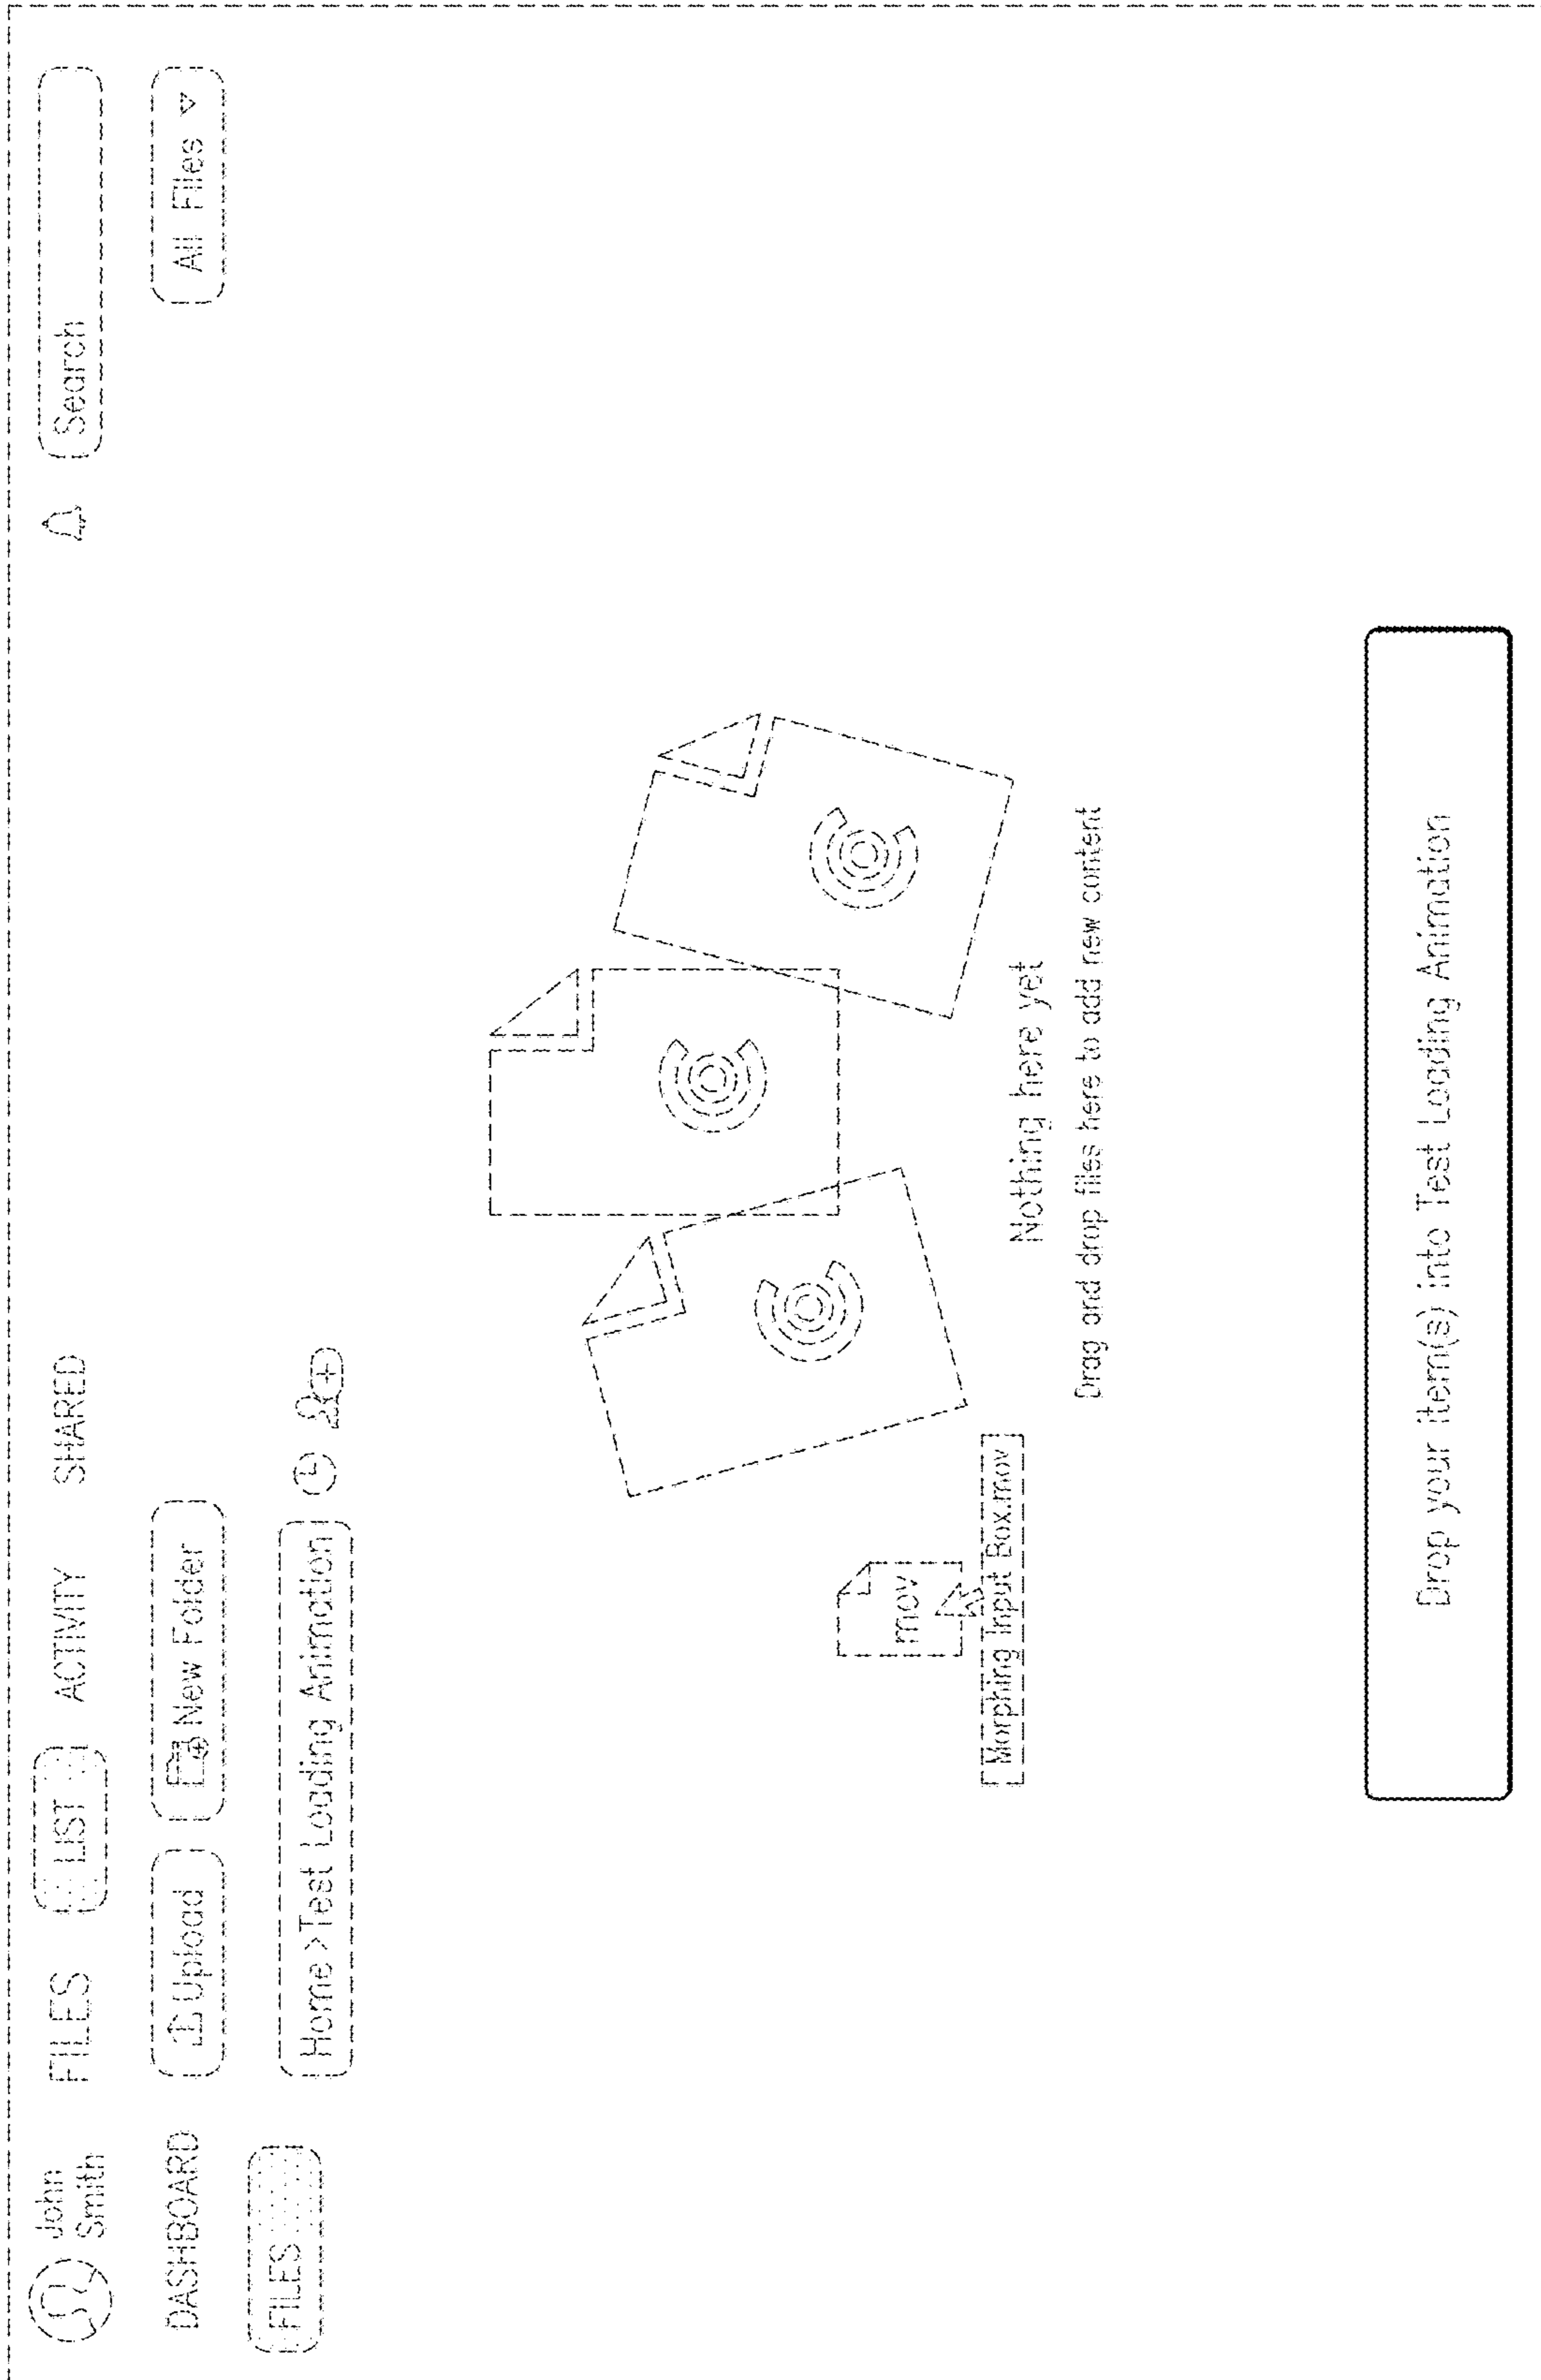 John
Smith
FILES
LIST
ACTIVITY
SHARED
Search
DASHBOARD
Upload
New Folder
All Files
FILES
Home >Test Loading Animation
mov
Morphing Input Box.mov
Nothing here yet
Drag and drop files here to add new content
Drop your item(s) into Test Loading Animation